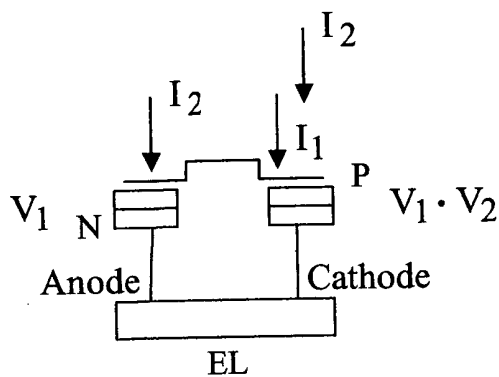 I₂
I₂
I₁
P
V₁
N
V₁ · V₂
Anode
Cathode
EL